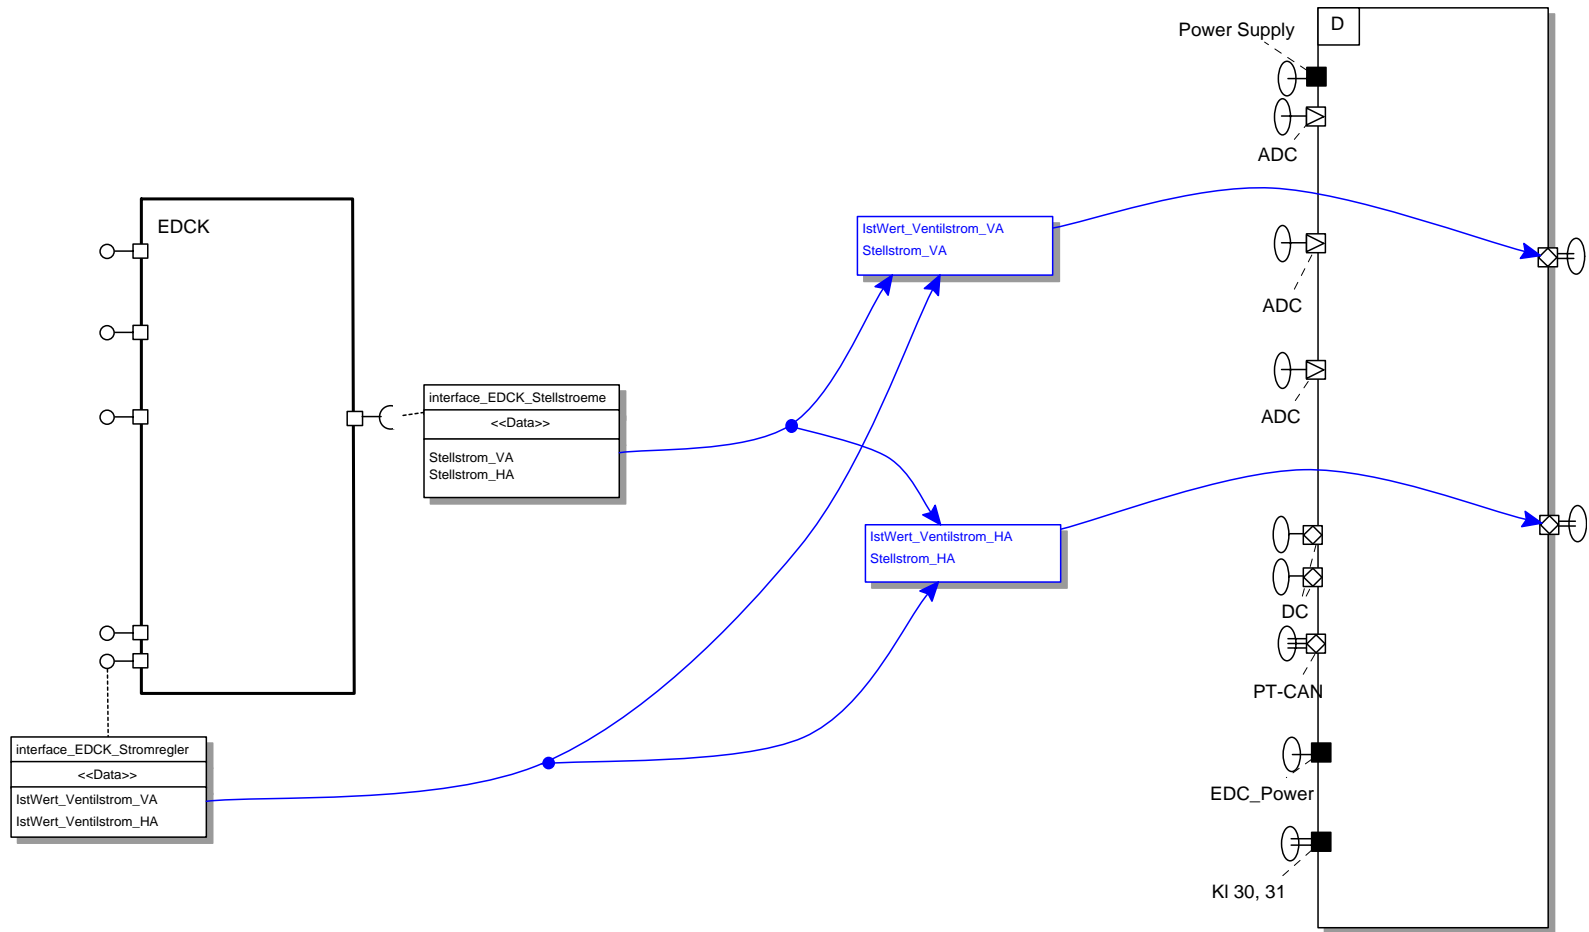 Power Supply
D
ADC
EDCK
IstWert_Ventilstrom_VA
Stellstrom_VA
ADC
interface_EDCK_Stellstroeme
<<Data>>
Stellstrom_VA
Stellstrom_HA
ADC
IstWert_Ventilstrom_HA
Stellstrom_HA
DC
PT-CAN
interface_EDCK_Stromregler
<<Data>>
IstWert_Ventilstrom_VA
IstWert_Ventilstrom_HA
EDC_Power
Kl 30, 31